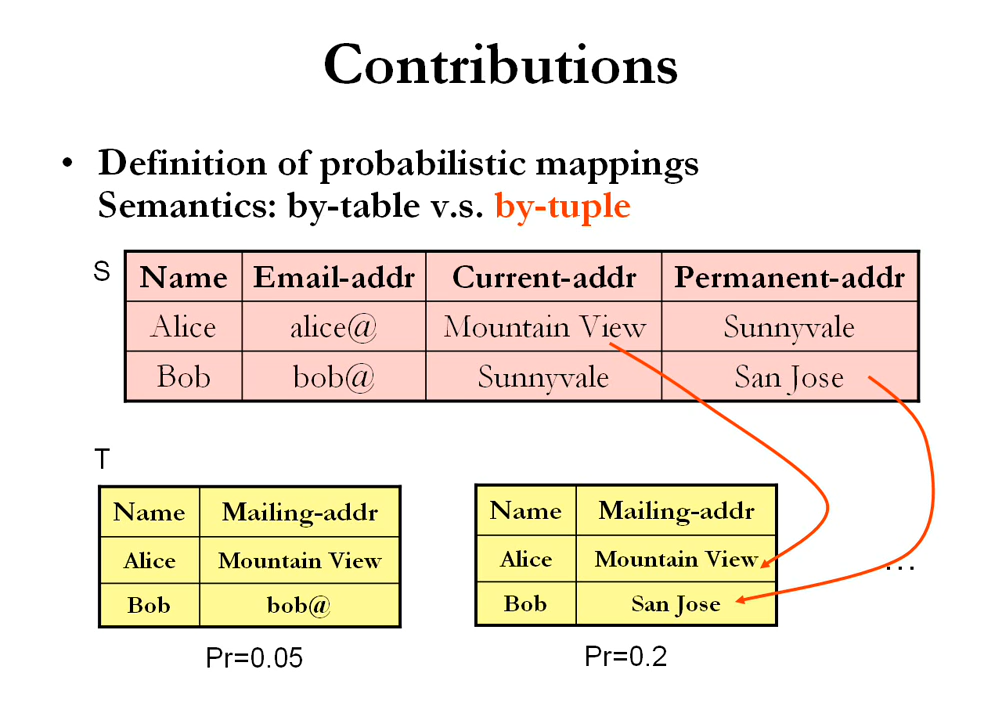 Contributions
• Definition of probabilistic mappings
Semantics: by-table v.s. by-tuple
S
Name Email-addr Current-addr Permanent-addr
Alice alice@ Mountain View Sunnyvale
Bob bob@ Sunnyvale San Jose
T
Name Mailing-addr
Alice Mountain View
Bob bob@
Pr=0.05
Name Mailing-addr
Alice Mountain View
Bob San Jose
Pr=0.2
…